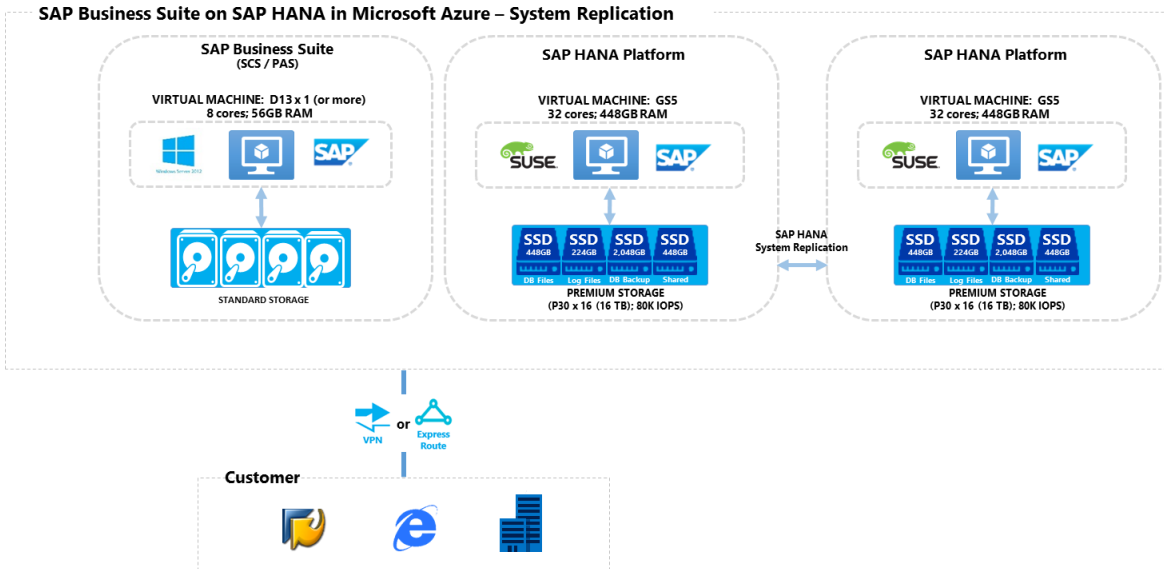 SAP Business Suite on SAP HANA in Microsoft Azure – System Replication
SAP Business Suite
(SCS / PAS)
VIRTUAL MACHINE: D13 x 1 (or more)
8 cores; 56GB RAM
Windows Server 2012
SAP
STANDARD STORAGE
SAP HANA Platform
VIRTUAL MACHINE: GS5
32 cores; 448GB RAM
SUSE
SAP
SSD SSD SSD SSD
448GB 224GB 2,048GB 448GB
DB Files Log Files DB Backup Shared
PREMIUM STORAGE
(P30 x 16 (16 TB); 80K IOPS)
SAP HANA
System Replication
SAP HANA Platform
VIRTUAL MACHINE: GS5
32 cores; 448GB RAM
SUSE
SAP
SSD SSD SSD SSD
448GB 224GB 2,048GB 448GB
DB Files Log Files DB Backup Shared
PREMIUM STORAGE
(P30 x 16 (16 TB); 80K IOPS)
VPN
or
Express
Route
Customer